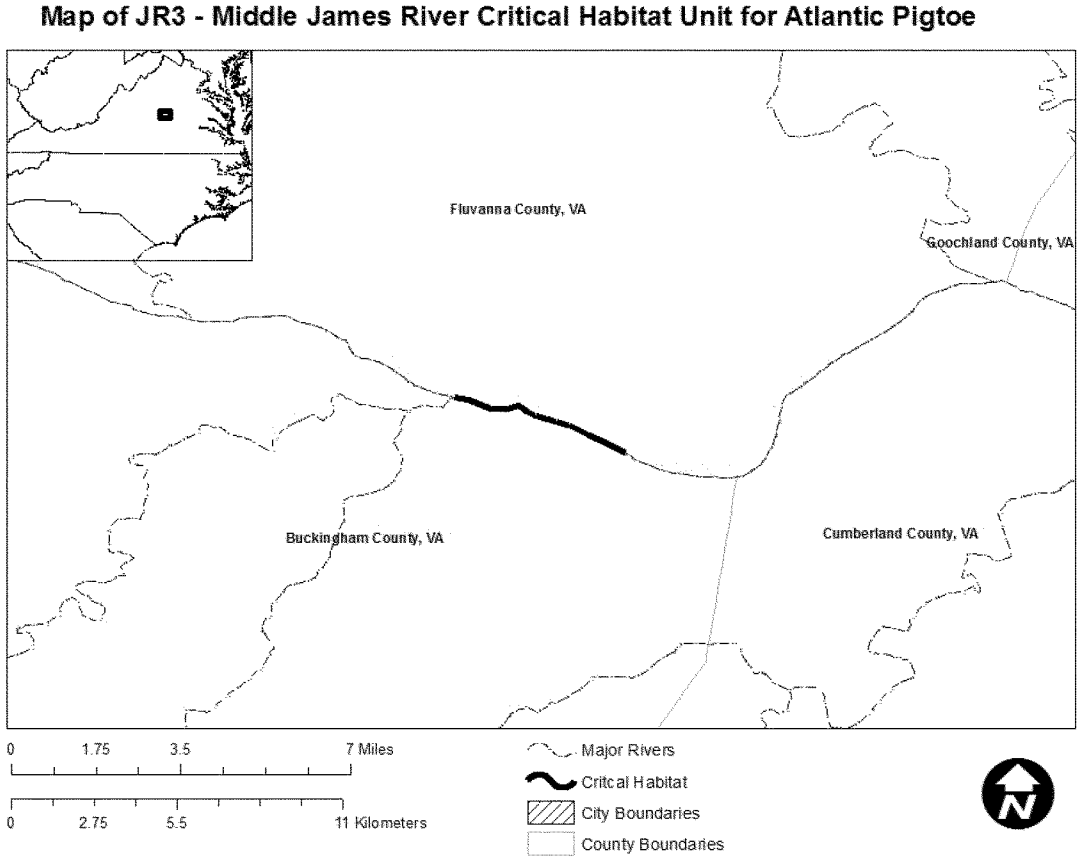 Map of JR3 - Middle James River Critical Habitat Unit for Atlantic Pigtoe
Fluvanna County, VA
Goochland County, VA
Buckingham County, VA
Cumberland County, VA
0 1.75 3.5 7 Miles
0 2.75 5.5 11 Kilometers
Major Rivers
Critcal Habitat
City Boundaries
County Boundaries
N